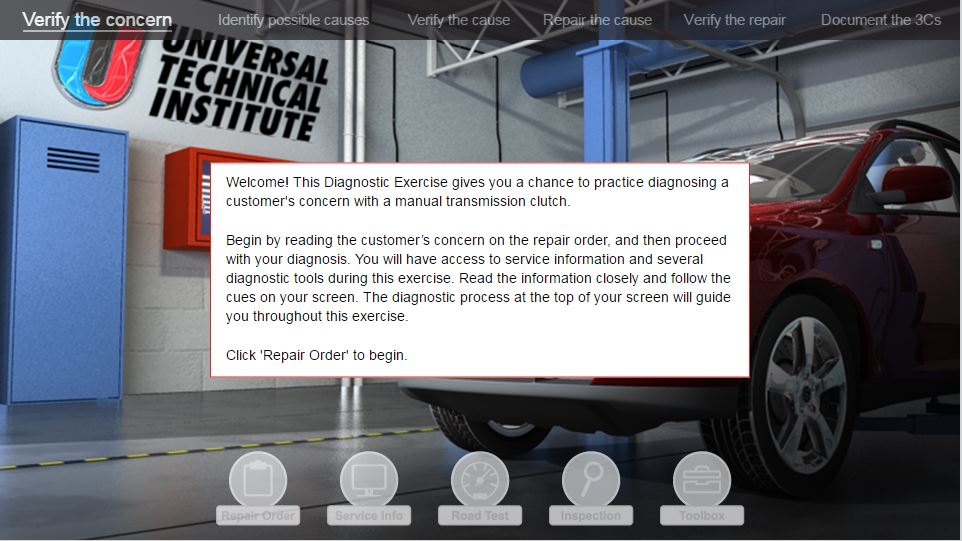 Verify the concern
Identify possible causes
Verify the cause
Repair the cause
Verify the repair
Document the 3Cs
UNIVERSAL
TECHNICAL
INSTITUTE
Welcome! This Diagnostic Exercise gives you a chance to practice diagnosing a
customer's concern with a manual transmission clutch.
Begin by reading the customer’s concern on the repair order, and then proceed
with your diagnosis. You will have access to service information and several
diagnostic tools during this exercise. Read the information closely and follow the
cues on your screen. The diagnostic process at the top of your screen will guide
you throughout this exercise.
Click 'Repair Order' to begin.
Repair Order
Service Info
Road Test
Inspection
Toolbox